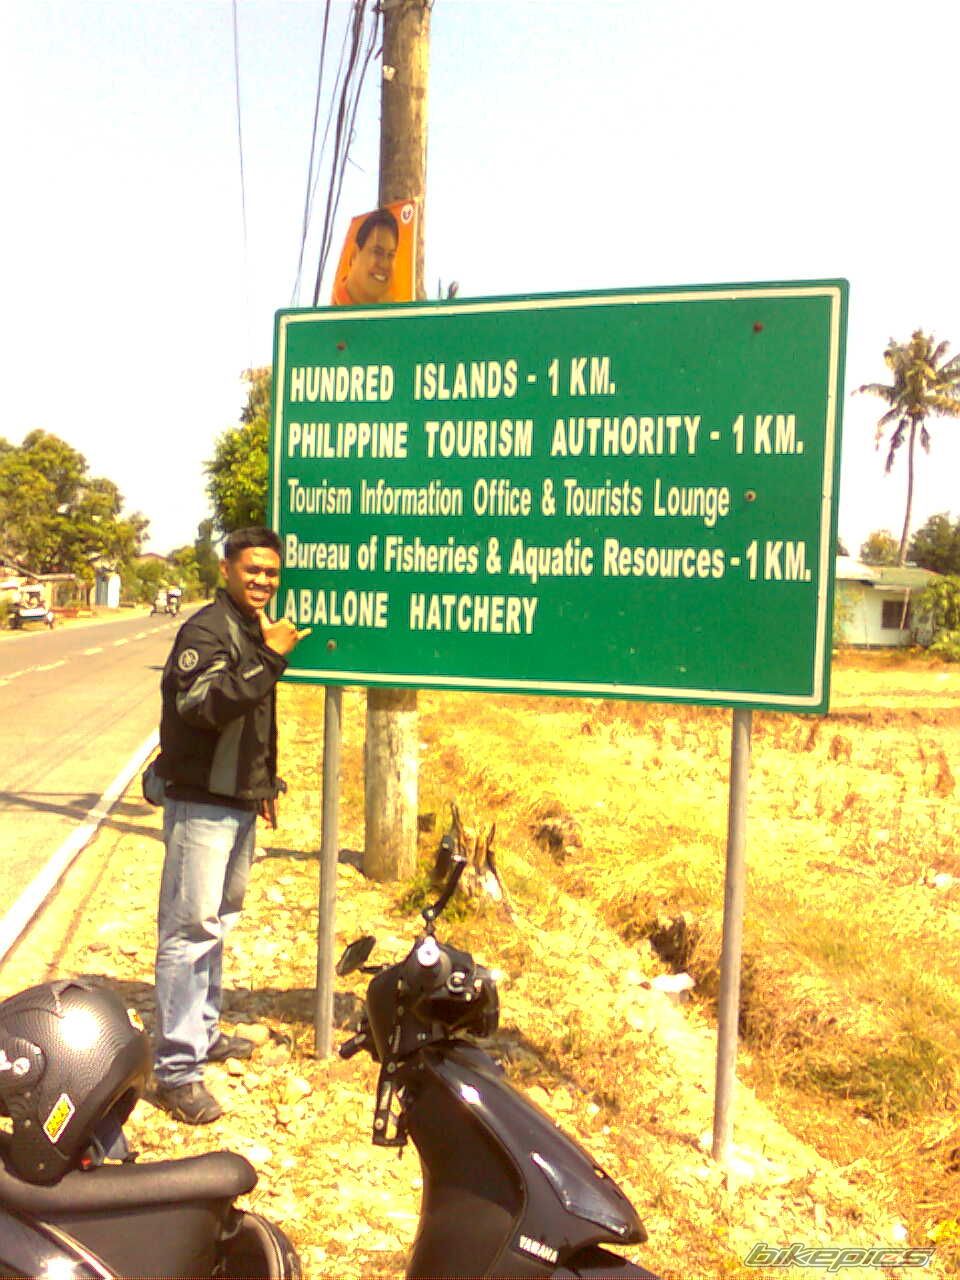 HUNDRED ISLANDS - 1 KM.
PHILIPPINE TOURISM AUTHORITY - 1 KM.
Tourism Information Office & Tourists Lounge
Bureau of Fisheries & Aquatic Resources - 1 KM.
ABALONE HATCHERY
YAMAHA
bikepics